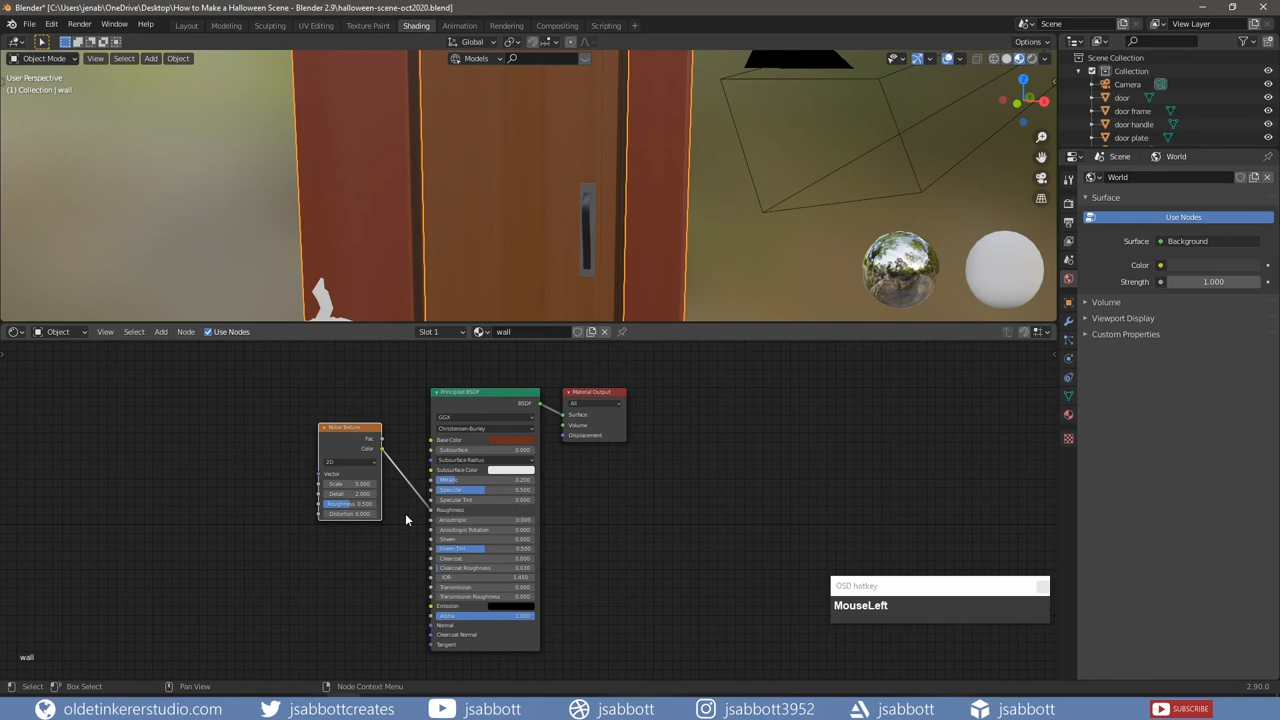 Blender* [C:\Users\jenab\OneDrive\Desktop\How to Make a Halloween Scene - Blender 2.9\halloween-scene-oct2020.blend]
File Edit Render Window Help Layout Modeling Sculpting UV Editing Texture Paint Shading Animation Rendering Compositing Scripting Scene View Layer
Global Options
Object Mode View Select Add Object Models
User Perspective
(1) Collection | wall
Scene Collection
Collection
Camera
door
door frame
door handle
door plate
Scene World
World
Surface
Use Nodes
Surface Background
Color
Strength 1.000
Volume
Viewport Display
Custom Properties
Z
X
Object View Select Add Node Use Nodes Slot 1 wall
Noise Texture
Fac
Color
2D
Vector
Scale 5.000
Detail 2.000
Roughness 0.500
Distortion 0.000
Principled BSDF
BSDF
GGX
Christensen-Burley
Base Color
Subsurface 0.000
Subsurface Radius
Subsurface Color
Metallic 0.200
Specular 0.500
Specular Tint 0.000
Roughness
Anisotropic 0.000
Anisotropic Rotation 0.000
Sheen 0.000
Sheen Tint 0.500
Clearcoat 0.000
Clearcoat Roughness 0.030
IOR 1.450
Transmission 0.000
Transmission Roughness 0.000
Emission
Alpha 1.000
Normal
Clearcoat Normal
Tangent
Material Output
All
Surface
Volume
Displacement
OSD hotkey
MouseLeft
wall
Select Box Select Pan View Node Context Menu 2.90.0
oldetinkererstudio.com jsabbottcreates jsabbott jsabbott jsabbott3952 jsabbott jsabbott SUBSCRIBE